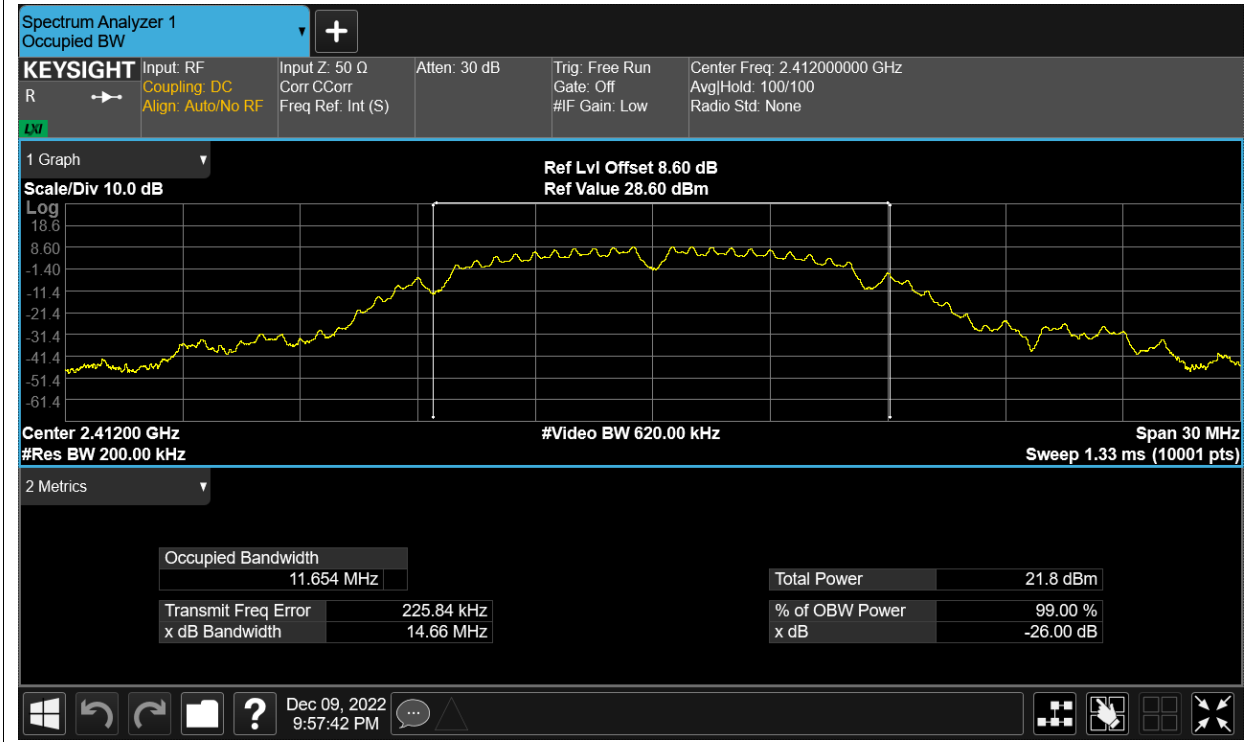 Spectrum Analyzer 1
Occupied BW
KEYSIGHT
R
LXI
Input: RF
Coupling: DC
Align: Auto/No RF
Input Z: 50 Ω
Corr CCorr
Freq Ref: Int (S)
Atten: 30 dB
Trig: Free Run
Gate: Off
#IF Gain: Low
Center Freq: 2.412000000 GHz
Avg|Hold: 100/100
Radio Std: None
1 Graph
Scale/Div 10.0 dB
Ref Lvl Offset 8.60 dB
Ref Value 28.60 dBm
Log
18.6
8.60
-1.40
-11.4
-21.4
-31.4
-41.4
-51.4
-61.4
Center 2.41200 GHz
#Video BW 620.00 kHz
Span 30 MHz
#Res BW 200.00 kHz
Sweep 1.33 ms (10001 pts)
2 Metrics
Occupied Bandwidth
11.654 MHz
Total Power 21.8 dBm
Transmit Freq Error 225.84 kHz
% of OBW Power 99.00 %
x dB Bandwidth 14.66 MHz
x dB -26.00 dB
?
Dec 09, 2022
9:57:42 PM